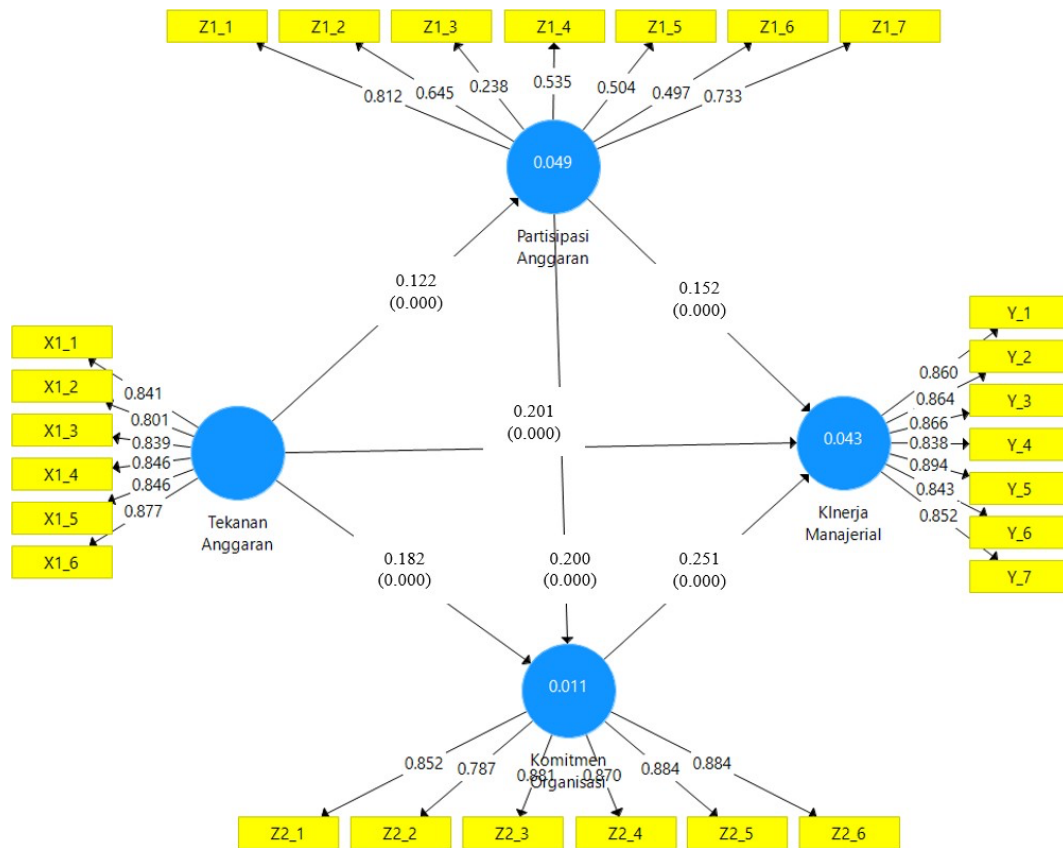 Z1_1
Z1_2
Z1_3
Z1_4
Z1_5
Z1_6
Z1_7
0.812
0.645
0.238
0.535
0.504
0.497
0.733
0.049
Partisipasi
Anggaran
0.122
(0.000)
0.152
(0.000)
X1_1
X1_2
X1_3
X1_4
X1_5
X1_6
0.841
0.801
0.839
0.846
0.846
0.877
Tekanan
Anggaran
0.201
(0.000)
0.043
KInerja
Manajerial
0.860
0.864
0.866
0.838
0.894
0.843
0.852
Y_1
Y_2
Y_3
Y_4
Y_5
Y_6
Y_7
0.182
(0.000)
0.200
(0.000)
0.251
(0.000)
0.011
Komitmen
Organisasi
0.852
0.787
0.881
0.870
0.884
0.884
Z2_1
Z2_2
Z2_3
Z2_4
Z2_5
Z2_6